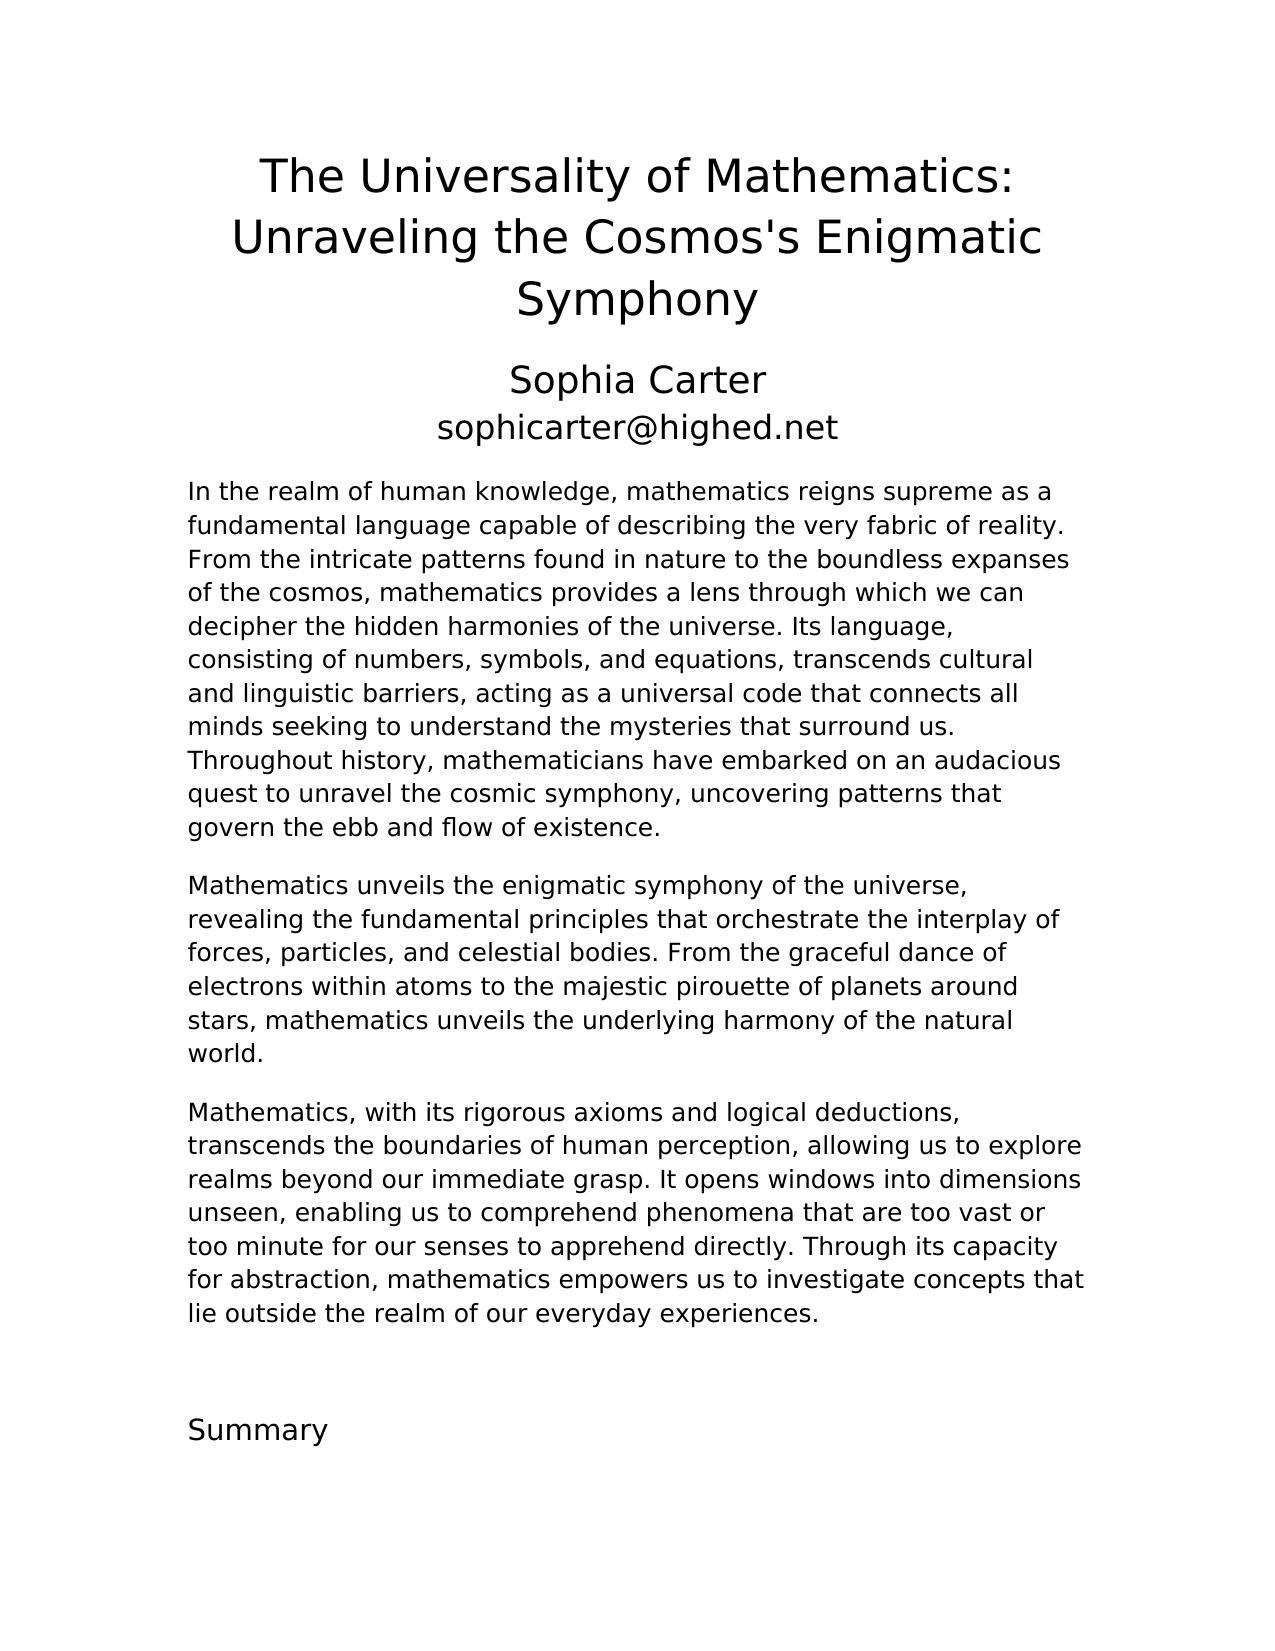 The Universality of Mathematics:
Unraveling the Cosmos's Enigmatic
Symphony
Sophia Carter
sophicarter@highed.net
In the realm of human knowledge, mathematics reigns supreme as a
fundamental language capable of describing the very fabric of reality.
From the intricate patterns found in nature to the boundless expanses
of the cosmos, mathematics provides a lens through which we can
decipher the hidden harmonies of the universe. Its language,
consisting of numbers, symbols, and equations, transcends cultural
and linguistic barriers, acting as a universal code that connects all
minds seeking to understand the mysteries that surround us.
Throughout history, mathematicians have embarked on an audacious
quest to unravel the cosmic symphony, uncovering patterns that
govern the ebb and flow of existence.
Mathematics unveils the enigmatic symphony of the universe,
revealing the fundamental principles that orchestrate the interplay of
forces, particles, and celestial bodies. From the graceful dance of
electrons within atoms to the majestic pirouette of planets around
stars, mathematics unveils the underlying harmony of the natural
world.
Mathematics, with its rigorous axioms and logical deductions,
transcends the boundaries of human perception, allowing us to explore
realms beyond our immediate grasp. It opens windows into dimensions
unseen, enabling us to comprehend phenomena that are too vast or
too minute for our senses to apprehend directly. Through its capacity
for abstraction, mathematics empowers us to investigate concepts that
lie outside the realm of our everyday experiences.
Summary